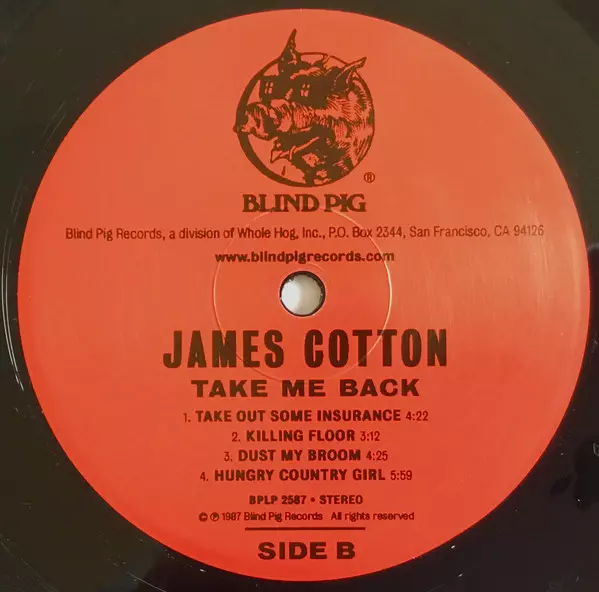 ®
BLIND PIG
Blind Pig Records, a division of Whole Hog, Inc., P.O. Box 2344, San Francisco, CA 94126
www.blindpigrecords.com
JAMES COTTON
TAKE ME BACK
1. TAKE OUT SOME INSURANCE 4:22
2. KILLING FLOOR 3:12
3. DUST MY BROOM 4:25
4. HUNGRY COUNTRY GIRL 5:59
BPLP 2587 • STEREO
© ℗ 1987 Blind Pig Records All rights reserved
SIDE B